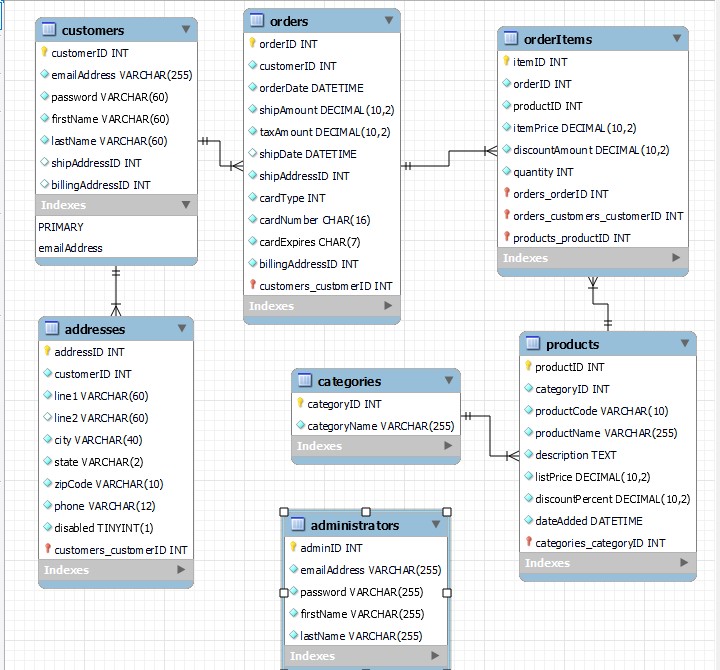 customers
customerID INT
emailAddress VARCHAR(255)
password VARCHAR(60)
firstName VARCHAR(60)
lastName VARCHAR(60)
shipAddressID INT
billingAddressID INT
Indexes
PRIMARY
emailAddress
orders
orderID INT
customerID INT
orderDate DATETIME
shipAmount DECIMAL(10,2)
taxAmount DECIMAL(10,2)
shipDate DATETIME
shipAddressID INT
cardType INT
cardNumber CHAR(16)
cardExpires CHAR(7)
billingAddressID INT
customers_customerID INT
Indexes
orderItems
itemID INT
orderID INT
productID INT
itemPrice DECIMAL(10,2)
discountAmount DECIMAL(10,2)
quantity INT
orders_orderID INT
orders_customers_customerID INT
products_productID INT
Indexes
addresses
addressID INT
customerID INT
line1 VARCHAR(60)
line2 VARCHAR(60)
city VARCHAR(40)
state VARCHAR(2)
zipCode VARCHAR(10)
phone VARCHAR(12)
disabled TINYINT(1)
customers_customerID INT
Indexes
categories
categoryID INT
categoryName VARCHAR(255)
Indexes
products
productID INT
categoryID INT
productCode VARCHAR(10)
productName VARCHAR(255)
description TEXT
listPrice DECIMAL(10,2)
discountPercent DECIMAL(10,2)
dateAdded DATETIME
categories_categoryID INT
Indexes
administrators
adminID INT
emailAddress VARCHAR(255)
password VARCHAR(255)
firstName VARCHAR(255)
lastName VARCHAR(255)
Indexes